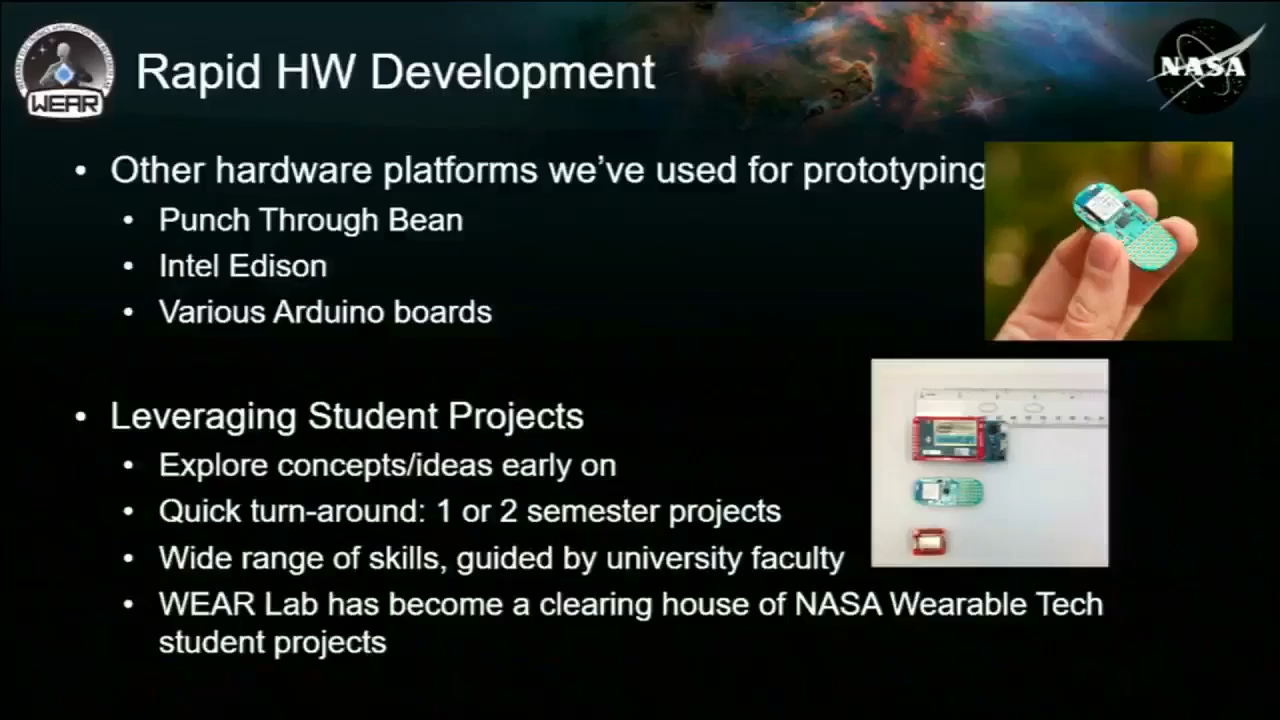 Rapid HW Development
WEAR
NASA
• Other hardware platforms we've used for prototyping
• Punch Through Bean
• Intel Edison
• Various Arduino boards
• Leveraging Student Projects
• Explore concepts/ideas early on
• Quick turn-around: 1 or 2 semester projects
• Wide range of skills, guided by university faculty
• WEAR Lab has become a clearing house of NASA Wearable Tech
student projects